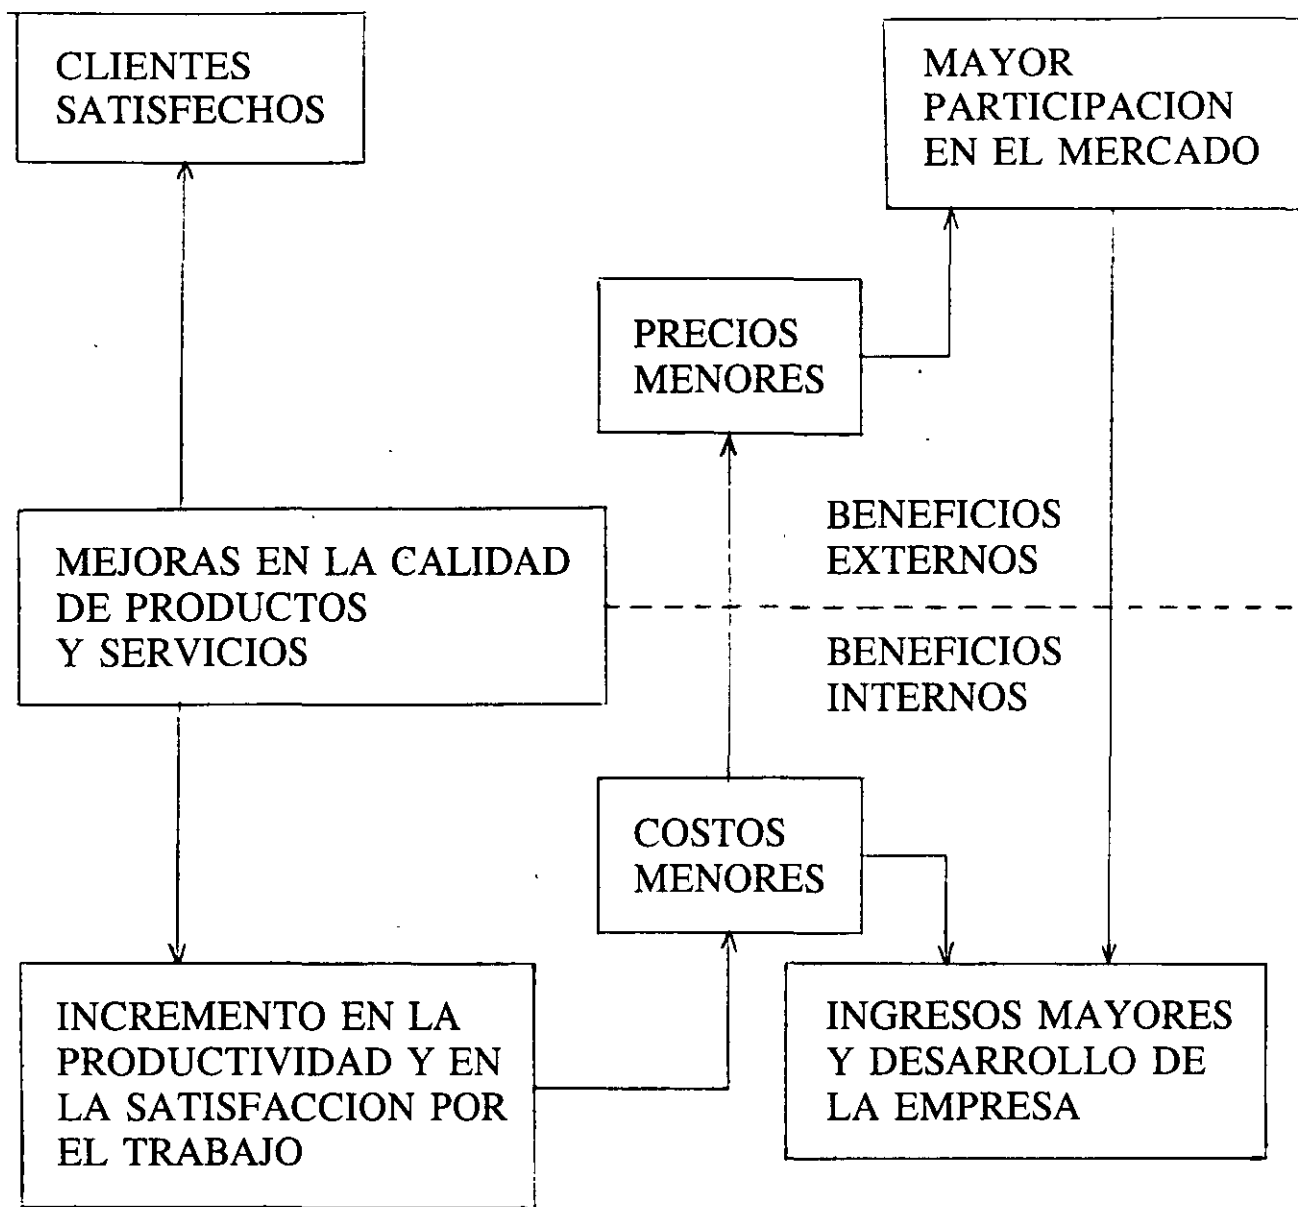 CLIENTES
SATISFECHOS
MAYOR
PARTICIPACION
EN EL MERCADO
PRECIOS
MENORES
MEJORAS EN LA CALIDAD
DE PRODUCTOS
Y SERVICIOS
BENEFICIOS
EXTERNOS
BENEFICIOS
INTERNOS
COSTOS
MENORES
INCREMENTO EN LA
PRODUCTIVIDAD Y EN
LA SATISFACCION POR
EL TRABAJO
INGRESOS MAYORES
Y DESARROLLO DE
LA EMPRESA